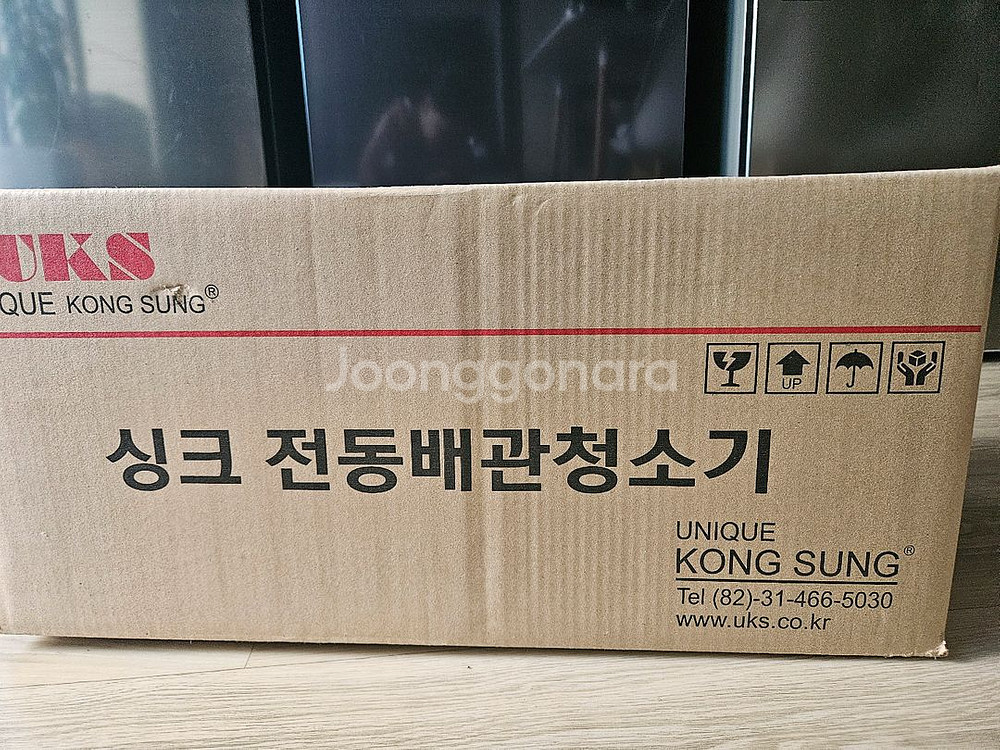 UKS
QUE KONG SUNG®
Joonggonara
UP
싱크 전동배관청소기
UNIQUE
KONG SUNG®
Tel (82)-31-466-5030
www.uks.co.kr